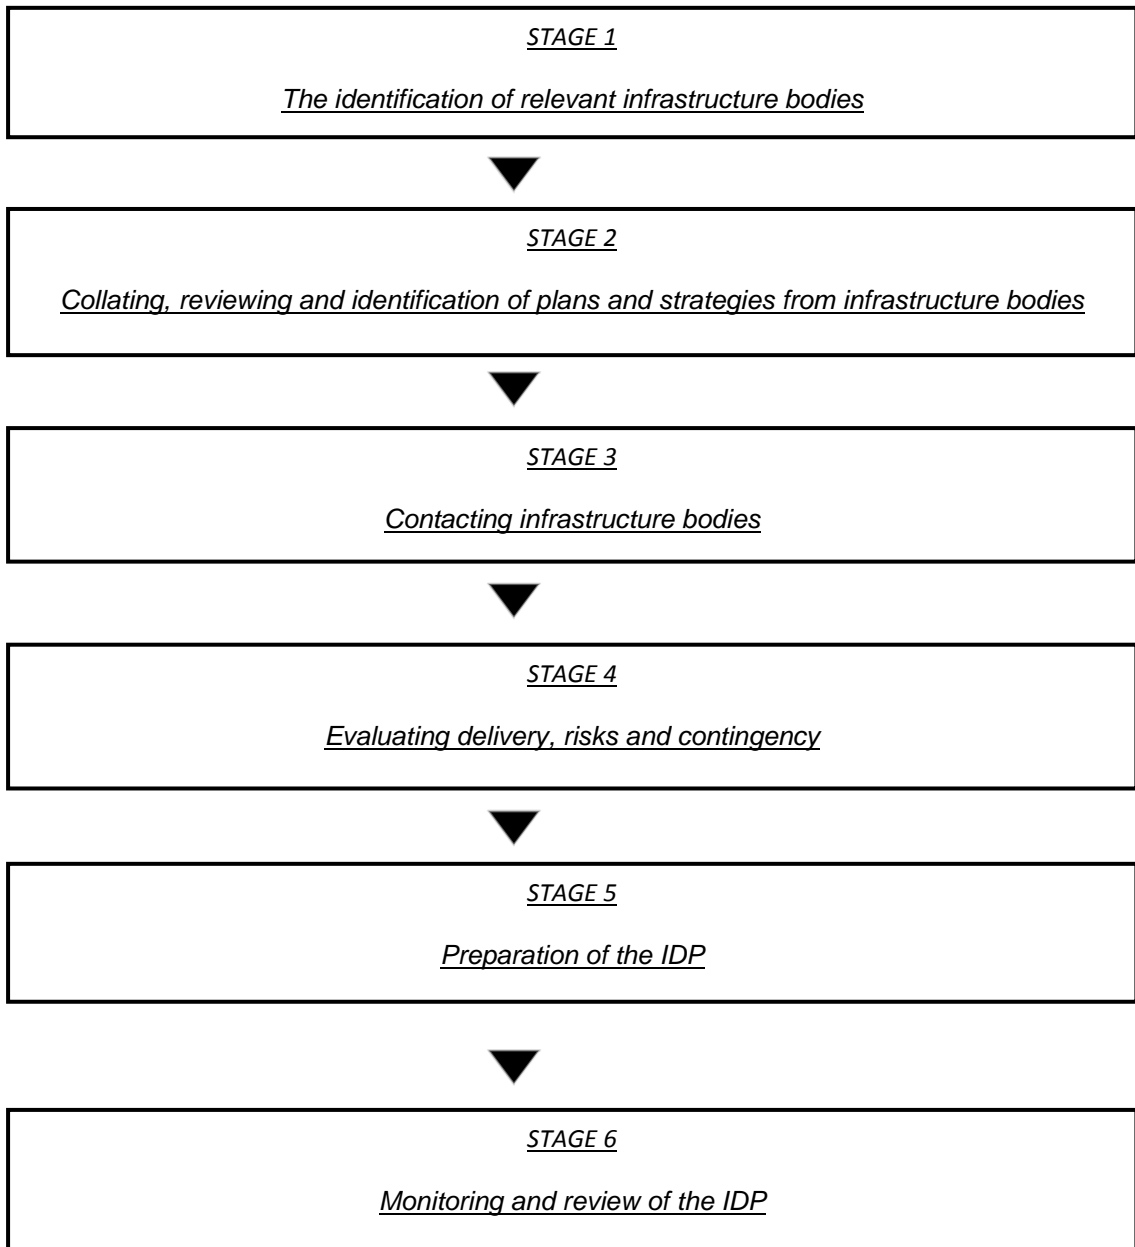 STAGE 1
The identification of relevant infrastructure bodies
STAGE 2
Collating, reviewing and identification of plans and strategies from infrastructure bodies
STAGE 3
Contacting infrastructure bodies
STAGE 4
Evaluating delivery, risks and contingency
STAGE 5
Preparation of the IDP
STAGE 6
Monitoring and review of the IDP